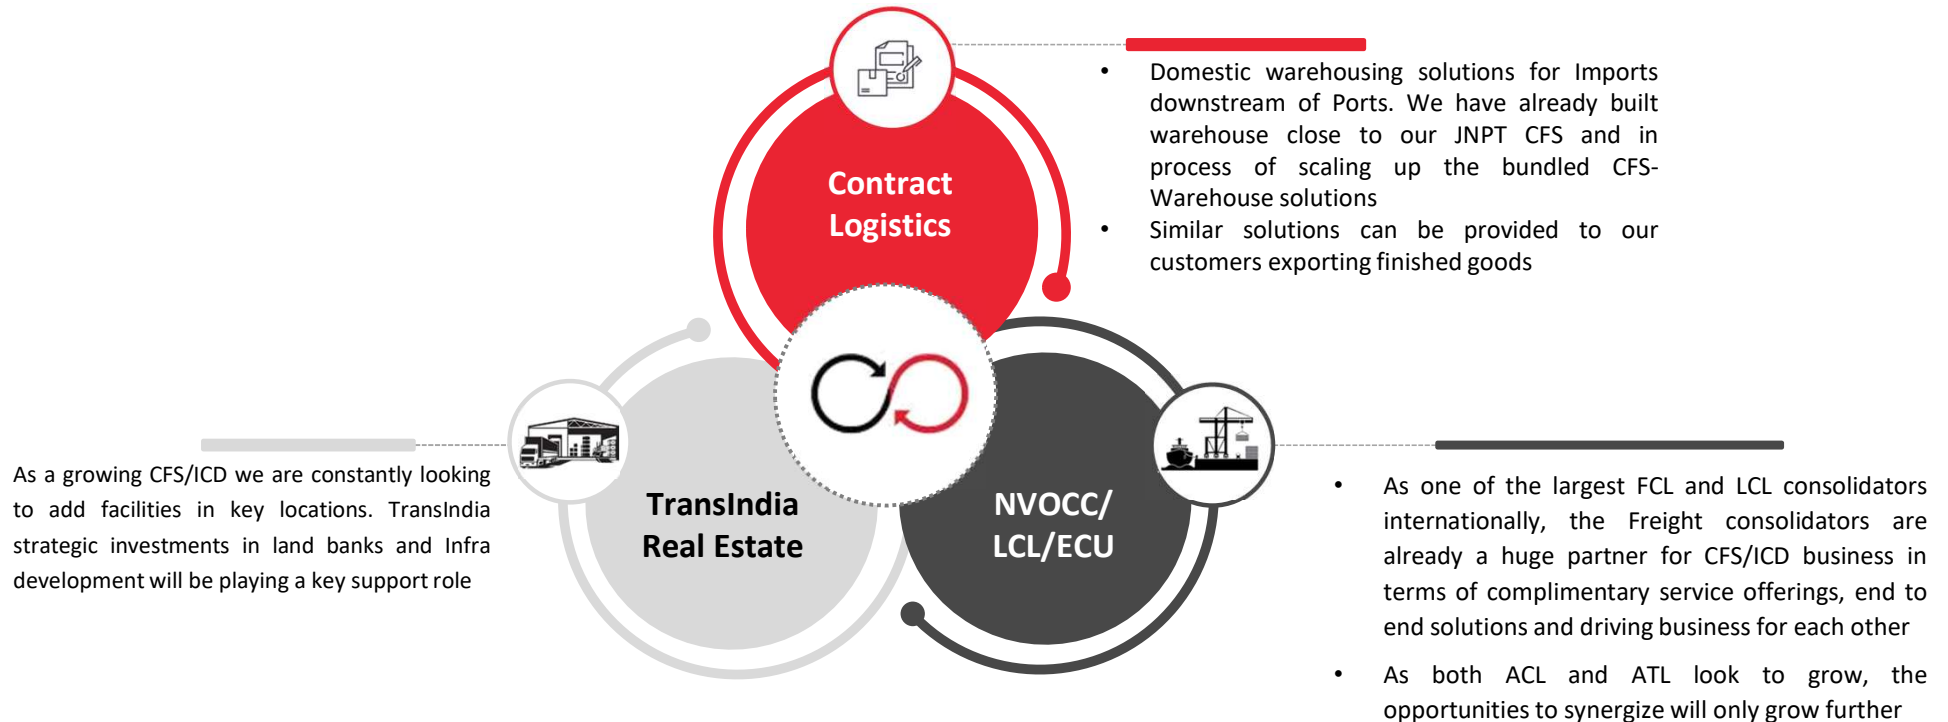 • Domestic warehousing solutions for Imports
downstream of Ports. We have already built
warehouse close to our JNPT CFS and in
process of scaling up the bundled CFS-
Warehouse solutions
• Similar solutions can be provided to our
customers exporting finished goods
Contract
Logistics
As a growing CFS/ICD we are constantly looking
to add facilities in key locations. TransIndia
strategic investments in land banks and Infra
development will be playing a key support role
TransIndia
Real Estate
NVOCC/
LCL/ECU
• As one of the largest FCL and LCL consolidators
internationally, the Freight consolidators are
already a huge partner for CFS/ICD business in
terms of complimentary service offerings, end to
end solutions and driving business for each other
• As both ACL and ATL look to grow, the
opportunities to synergize will only grow further